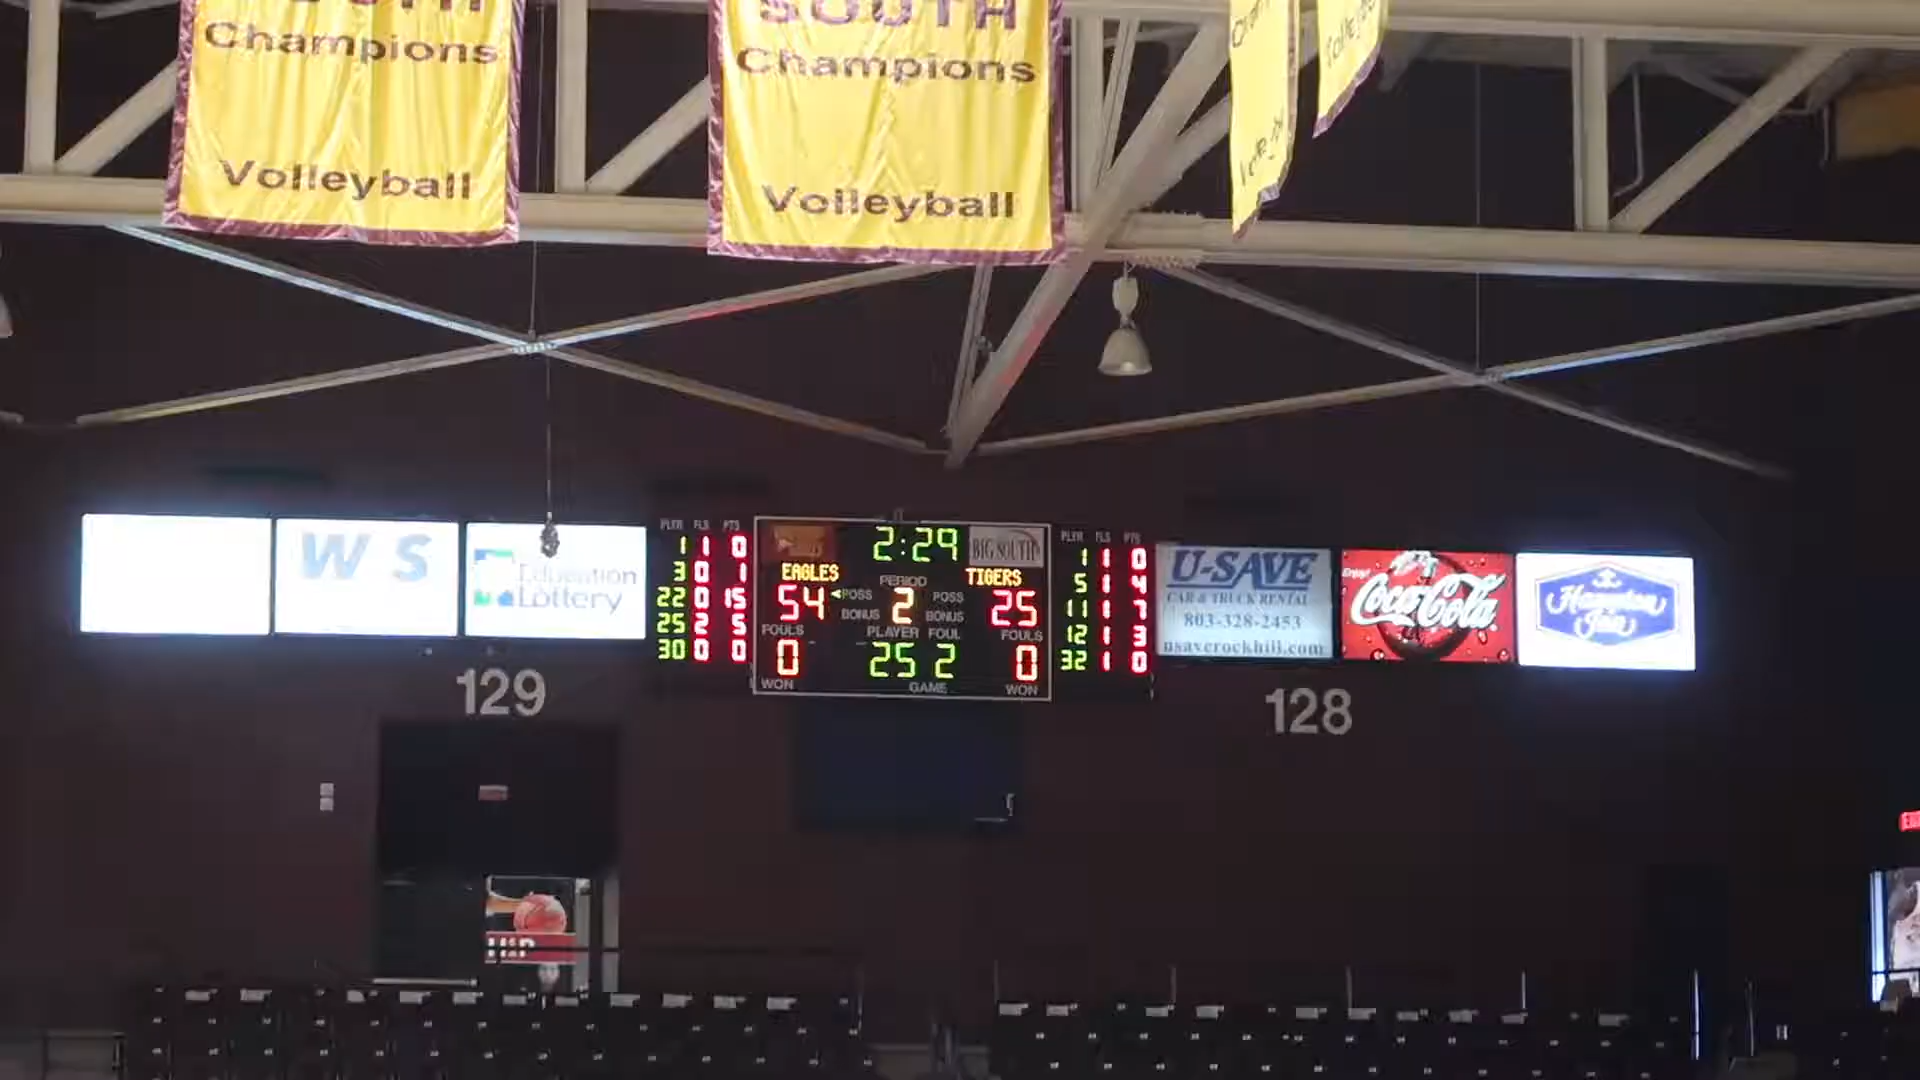 SOUTH
Champions
Volleyball
SOUTH
Champions
Volleyball
W S
Education
Lottery
PLYR FLS PTS
1 1 0
3 0 1
22 0 15
25 2 5
30 0 0
2:29
BIG SOUTH
EAGLES
TIGERS
PERIOD
54
POSS
2
POSS
25
BONUS
BONUS
FOULS
PLAYER FOUL
FOULS
0
25 2
0
WON
GAME
WON
PLYR FLS PTS
1 1 0
5 1 4
11 1 7
12 1 3
32 1 0
U-SAVE
CAR & TRUCK RENTAL
803-328-2453
usaverockhill.com
Enjoy
Coca-Cola
Hampton
Inn
129
128